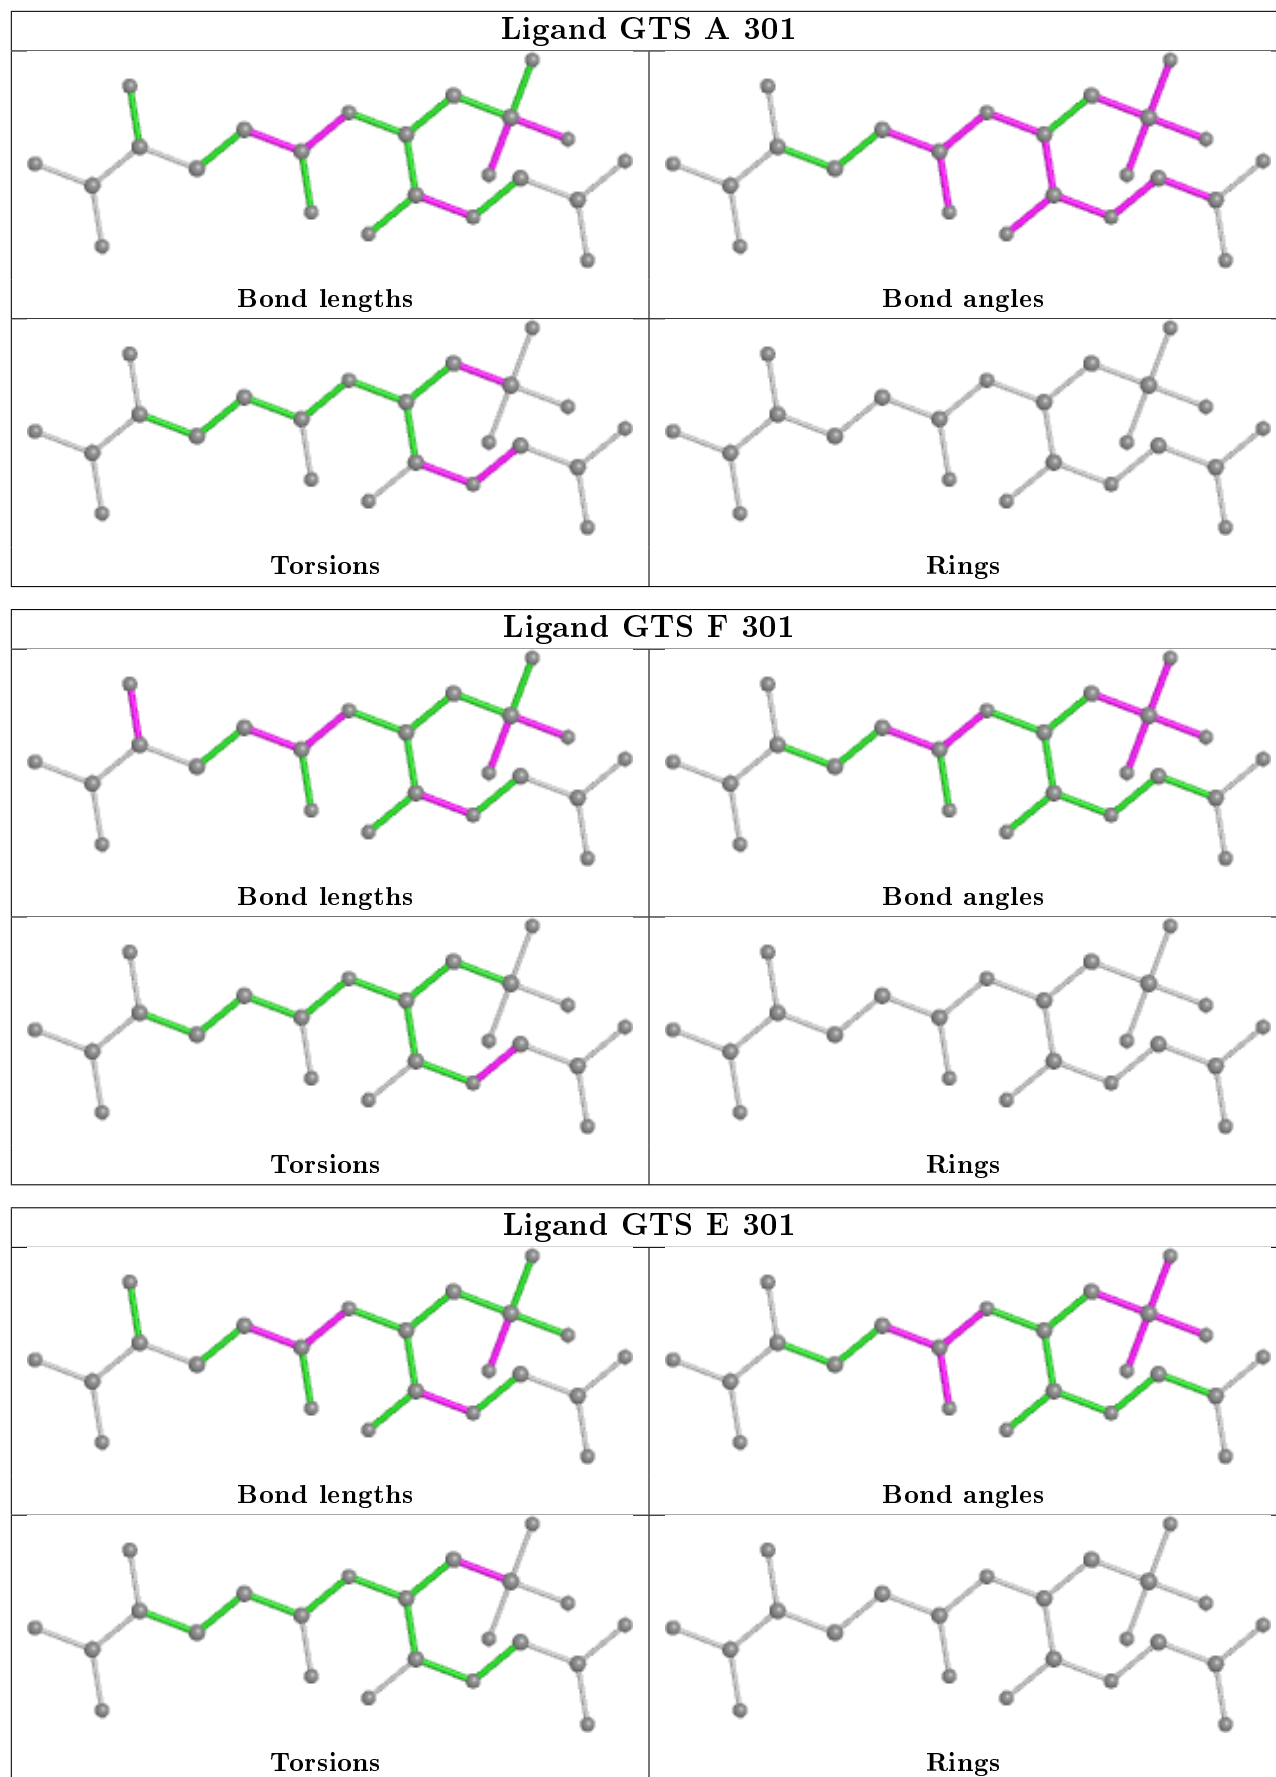 Ligand GTS A 301
Bond lengths
Bond angles
Torsions
Rings
Ligand GTS F 301
Bond lengths
Bond angles
Torsions
Rings
Ligand GTS E 301
Bond lengths
Bond angles
Torsions
Rings